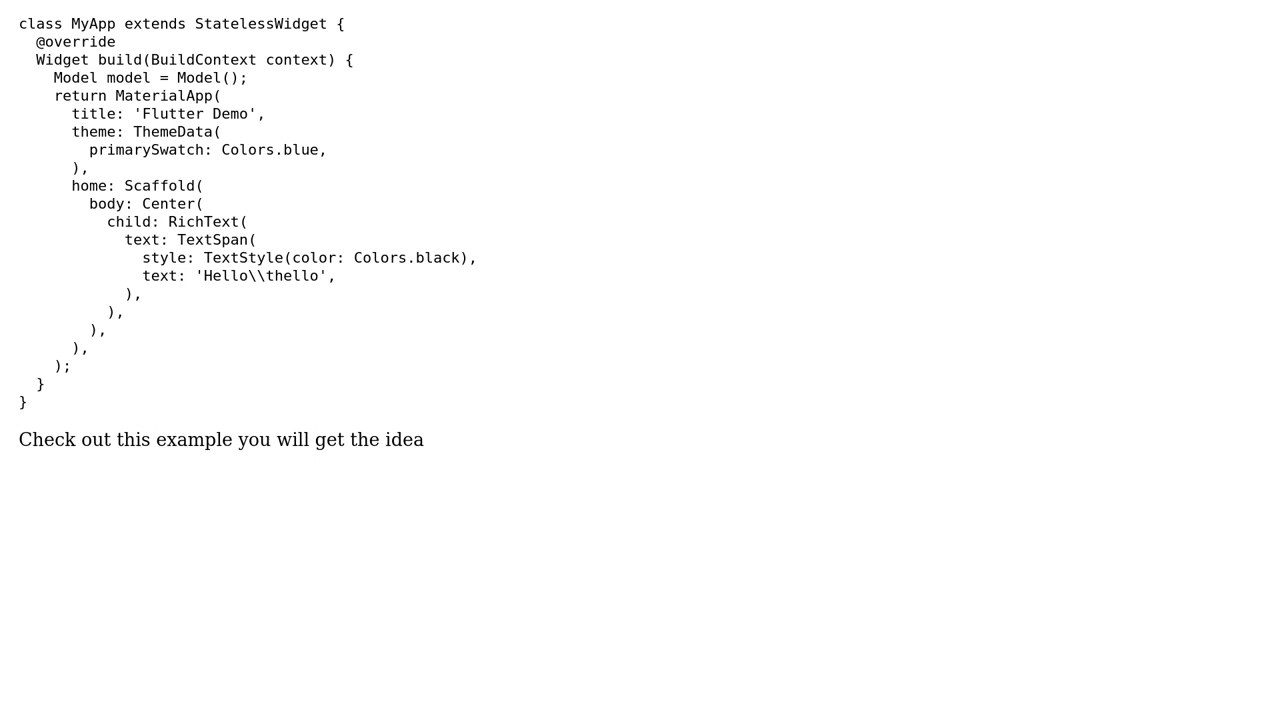 class MyApp extends StatelessWidget {
  @override
  Widget build(BuildContext context) {
    Model model = Model();
    return MaterialApp(
      title: 'Flutter Demo',
      theme: ThemeData(
        primarySwatch: Colors.blue,
      ),
      home: Scaffold(
        body: Center(
          child: RichText(
            text: TextSpan(
              style: TextStyle(color: Colors.black),
              text: 'Hello\\thello',
            ),
          ),
        ),
      ),
    );
  }
}
Check out this example you will get the idea